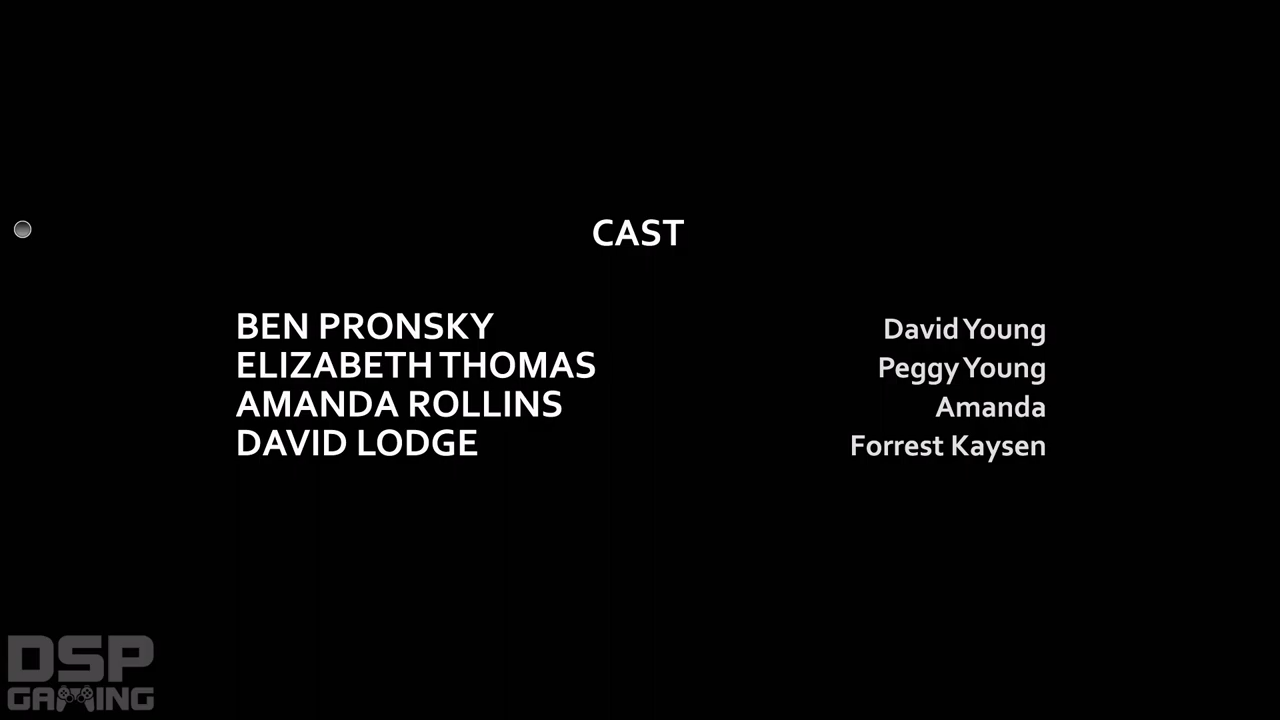 CAST
BEN PRONSKY David Young
ELIZABETH THOMAS Peggy Young
AMANDA ROLLINS Amanda
DAVID LODGE Forrest Kaysen
DSP
GAMING